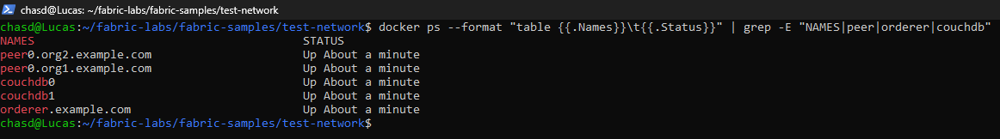 chasd@Lucas: ~/fabric-labs/fabric-samples/test-network
chasd@Lucas:~/fabric-labs/fabric-samples/test-network$ docker ps --format "table {{.Names}}\t{{.Status}}" | grep -E "NAMES|peer|orderer|couchdb"
NAMES STATUS
peer0.org2.example.com Up About a minute
peer0.org1.example.com Up About a minute
couchdb0 Up About a minute
couchdb1 Up About a minute
orderer.example.com Up About a minute
chasd@Lucas:~/fabric-labs/fabric-samples/test-network$